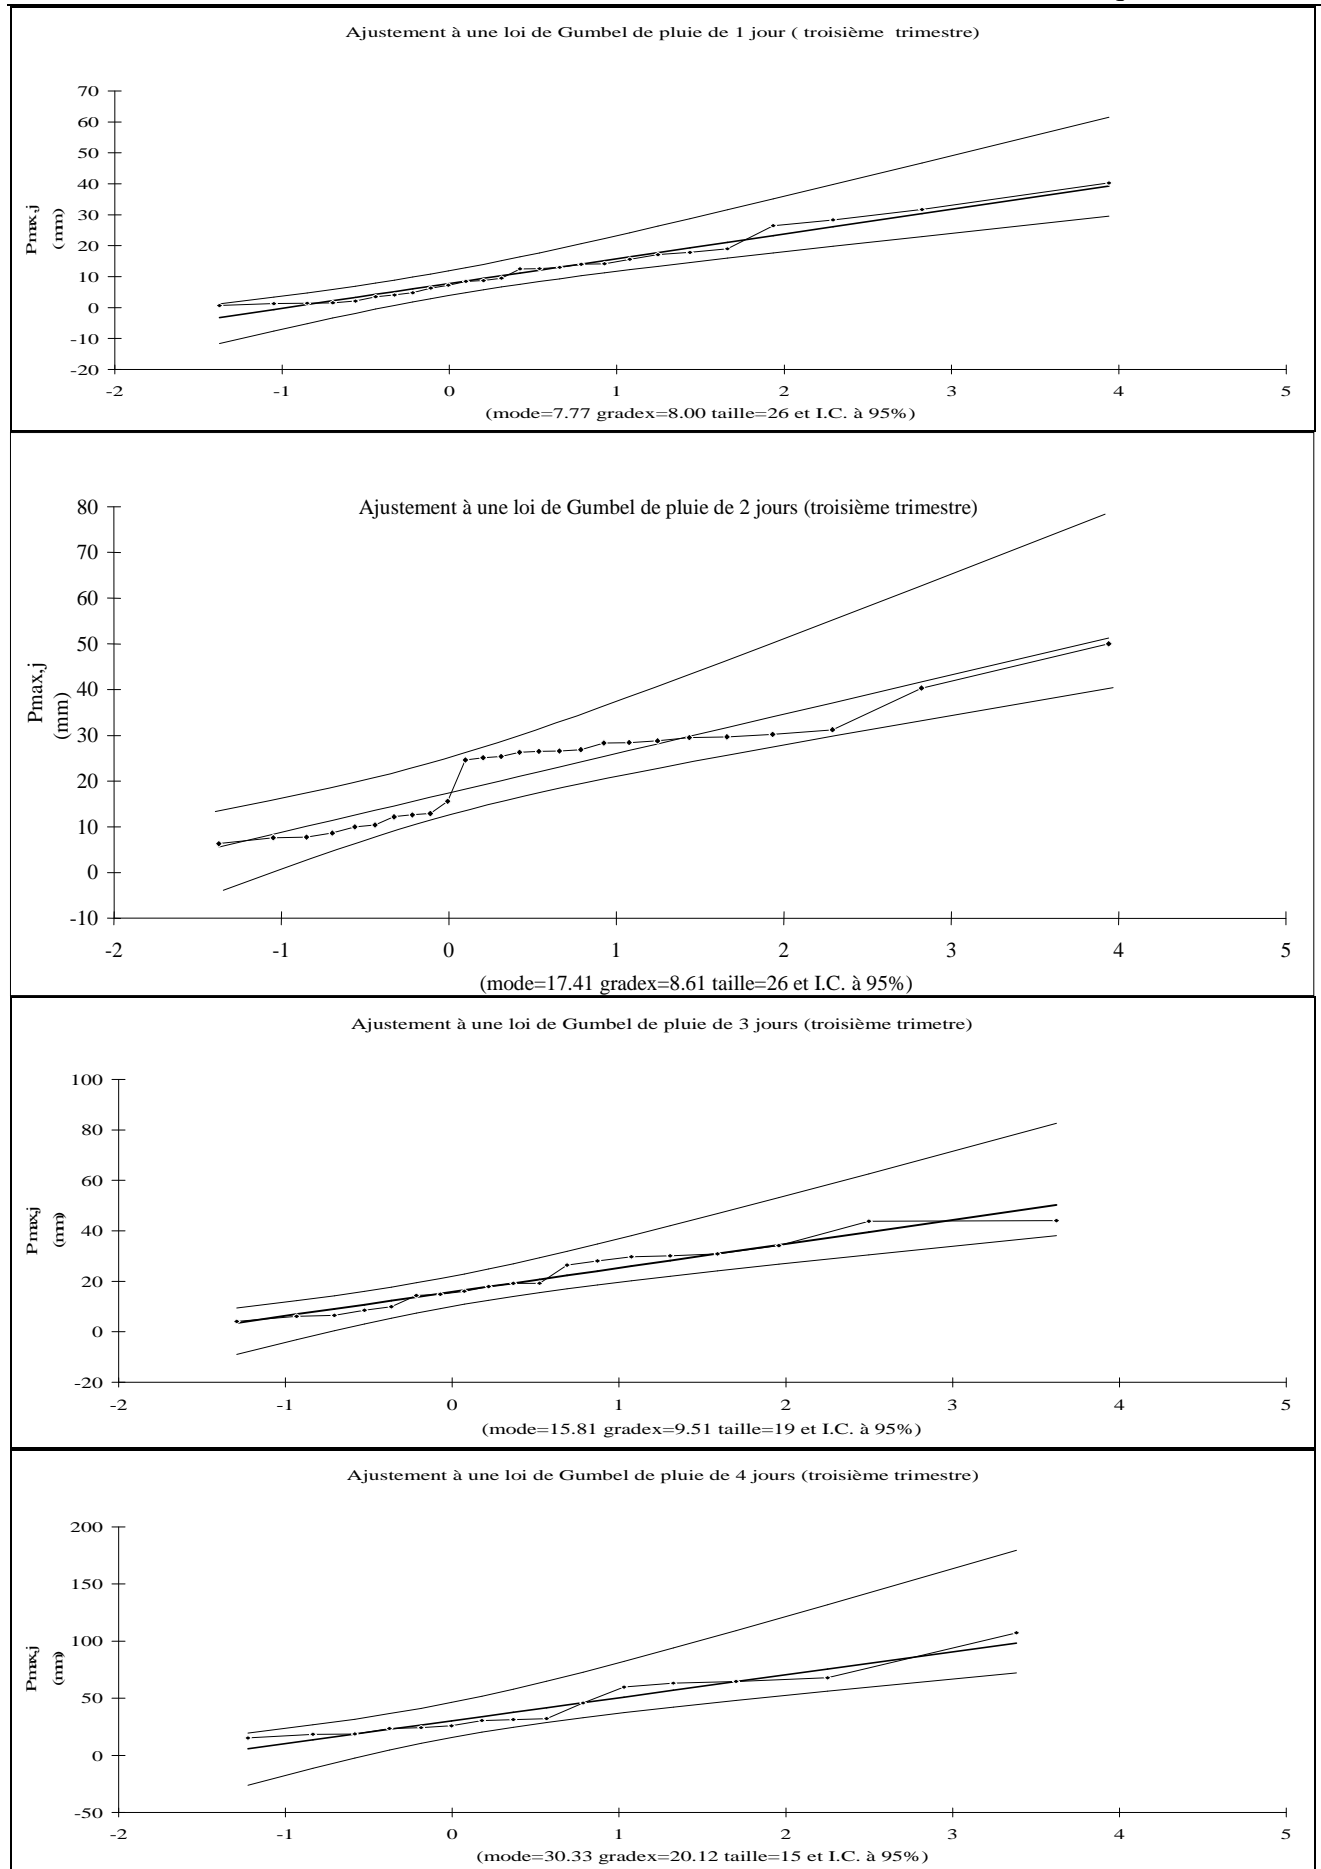 Ajustement à une loi de Gumbel de pluie de 1 jour ( troisième trimestre)
70
60
50
40
30
20
10
0
-10
-20
Pmax,j
(mm)
-2 -1 0 1 2 3 4 5
(mode=7.77 gradex=8.00 taille=26 et I.C. à 95%)
Ajustement à une loi de Gumbel de pluie de 2 jours (troisième trimestre)
80
70
60
50
40
30
20
10
0
-10
Pmax,j
(mm)
-2 -1 0 1 2 3 4 5
(mode=17.41 gradex=8.61 taille=26 et I.C. à 95%)
Ajustement à une loi de Gumbel de pluie de 3 jours (troisième trimetre)
100
80
60
40
20
0
-20
Pmax,j
(mm)
-2 -1 0 1 2 3 4 5
(mode=15.81 gradex=9.51 taille=19 et I.C. à 95%)
Ajustement à une loi de Gumbel de pluie de 4 jours (troisième trimestre)
200
150
100
50
0
-50
Pmax,j
(mm)
-2 -1 0 1 2 3 4 5
(mode=30.33 gradex=20.12 taille=15 et I.C. à 95%)